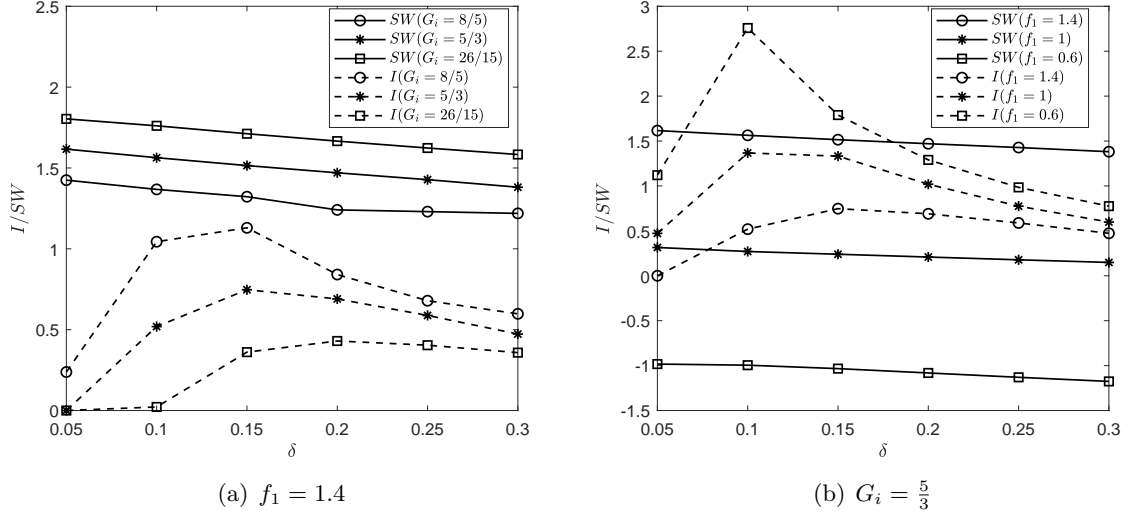 2.5
2
1.5
1
0.5
0
I/SW
SW(G_i = 8/5)
SW(G_i = 5/3)
SW(G_i = 26/15)
I(G_i = 8/5)
I(G_i = 5/3)
I(G_i = 26/15)
0.05 0.1 0.15 0.2 0.25 0.3
δ
(a) f_1 = 1.4
3
2.5
2
1.5
1
0.5
0
-0.5
-1
-1.5
I/SW
SW(f_1 = 1.4)
SW(f_1 = 1)
SW(f_1 = 0.6)
I(f_1 = 1.4)
I(f_1 = 1)
I(f_1 = 0.6)
0.05 0.1 0.15 0.2 0.25 0.3
δ
(b) G_i = 5/3